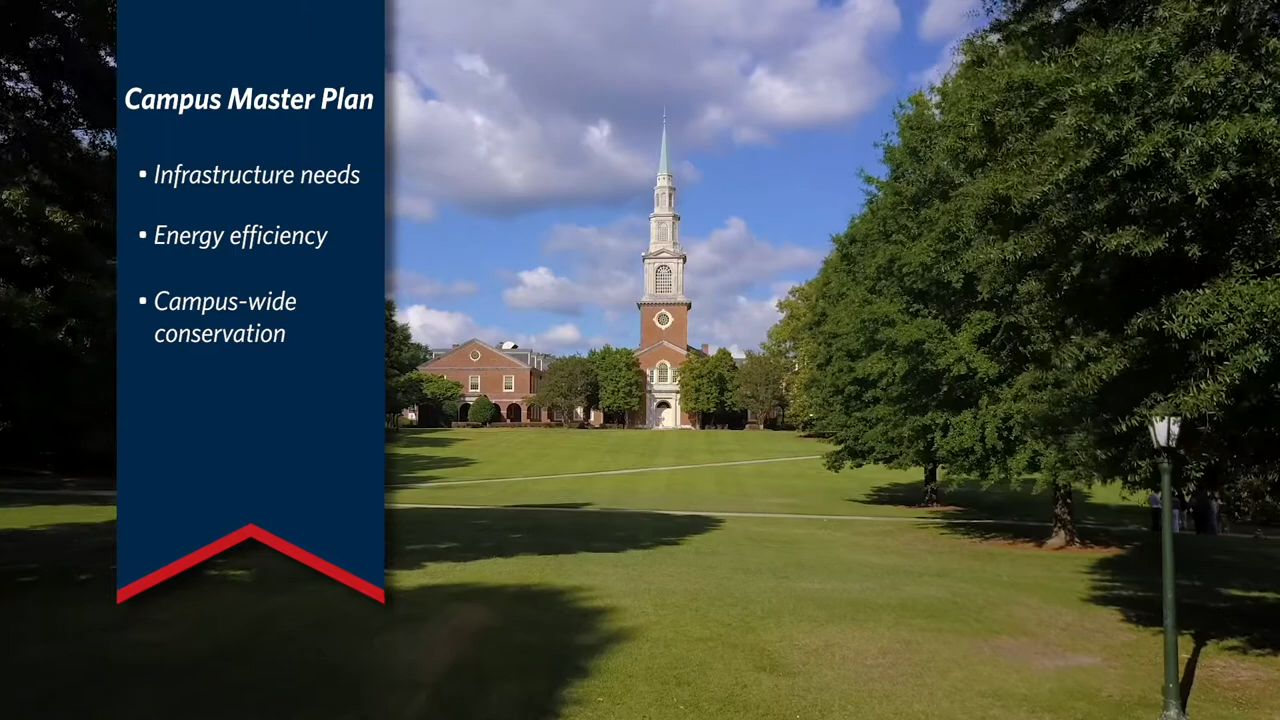 Campus Master Plan
• Infrastructure needs
• Energy efficiency
• Campus-wide
conservation